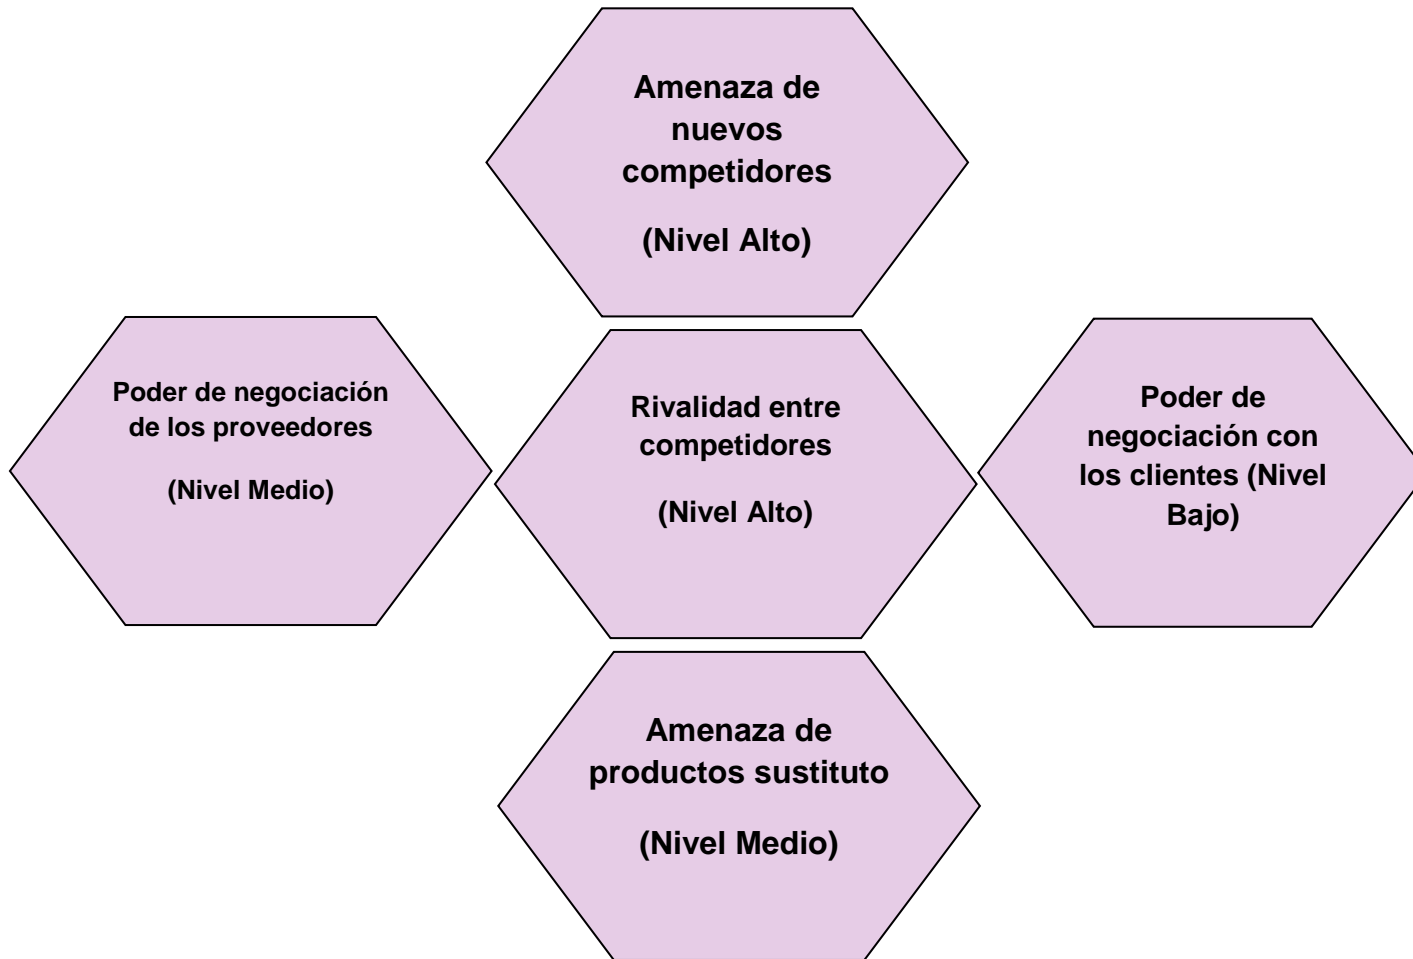 Amenaza de
nuevos
competidores
(Nivel Alto)
Poder de negociación
de los proveedores
(Nivel Medio)
Rivalidad entre
competidores
(Nivel Alto)
Poder de
negociación con
los clientes (Nivel
Bajo)
Amenaza de
productos sustituto
(Nivel Medio)